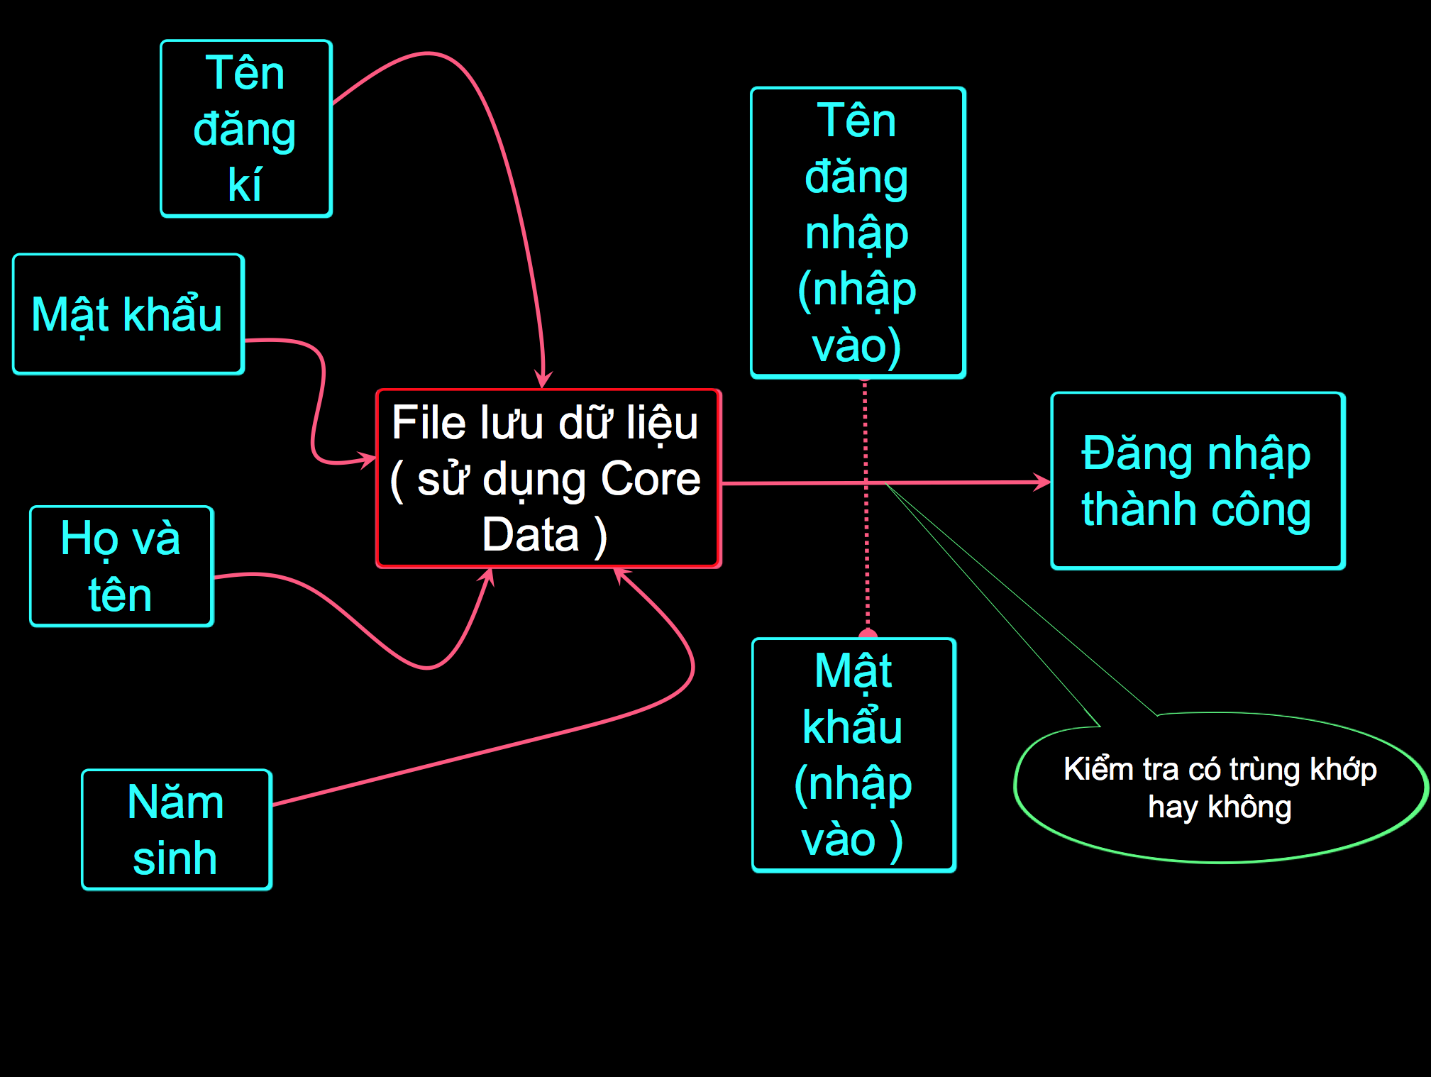 Tên
đăng
kí
Mật khẩu
Họ và
tên
Năm
sinh
File lưu dữ liệu
( sử dụng Core
Data )
Tên
đăng
nhập
(nhập
vào)
Mật
khẩu
(nhập
vào )
Đăng nhập
thành công
Kiểm tra có trùng khớp
hay không